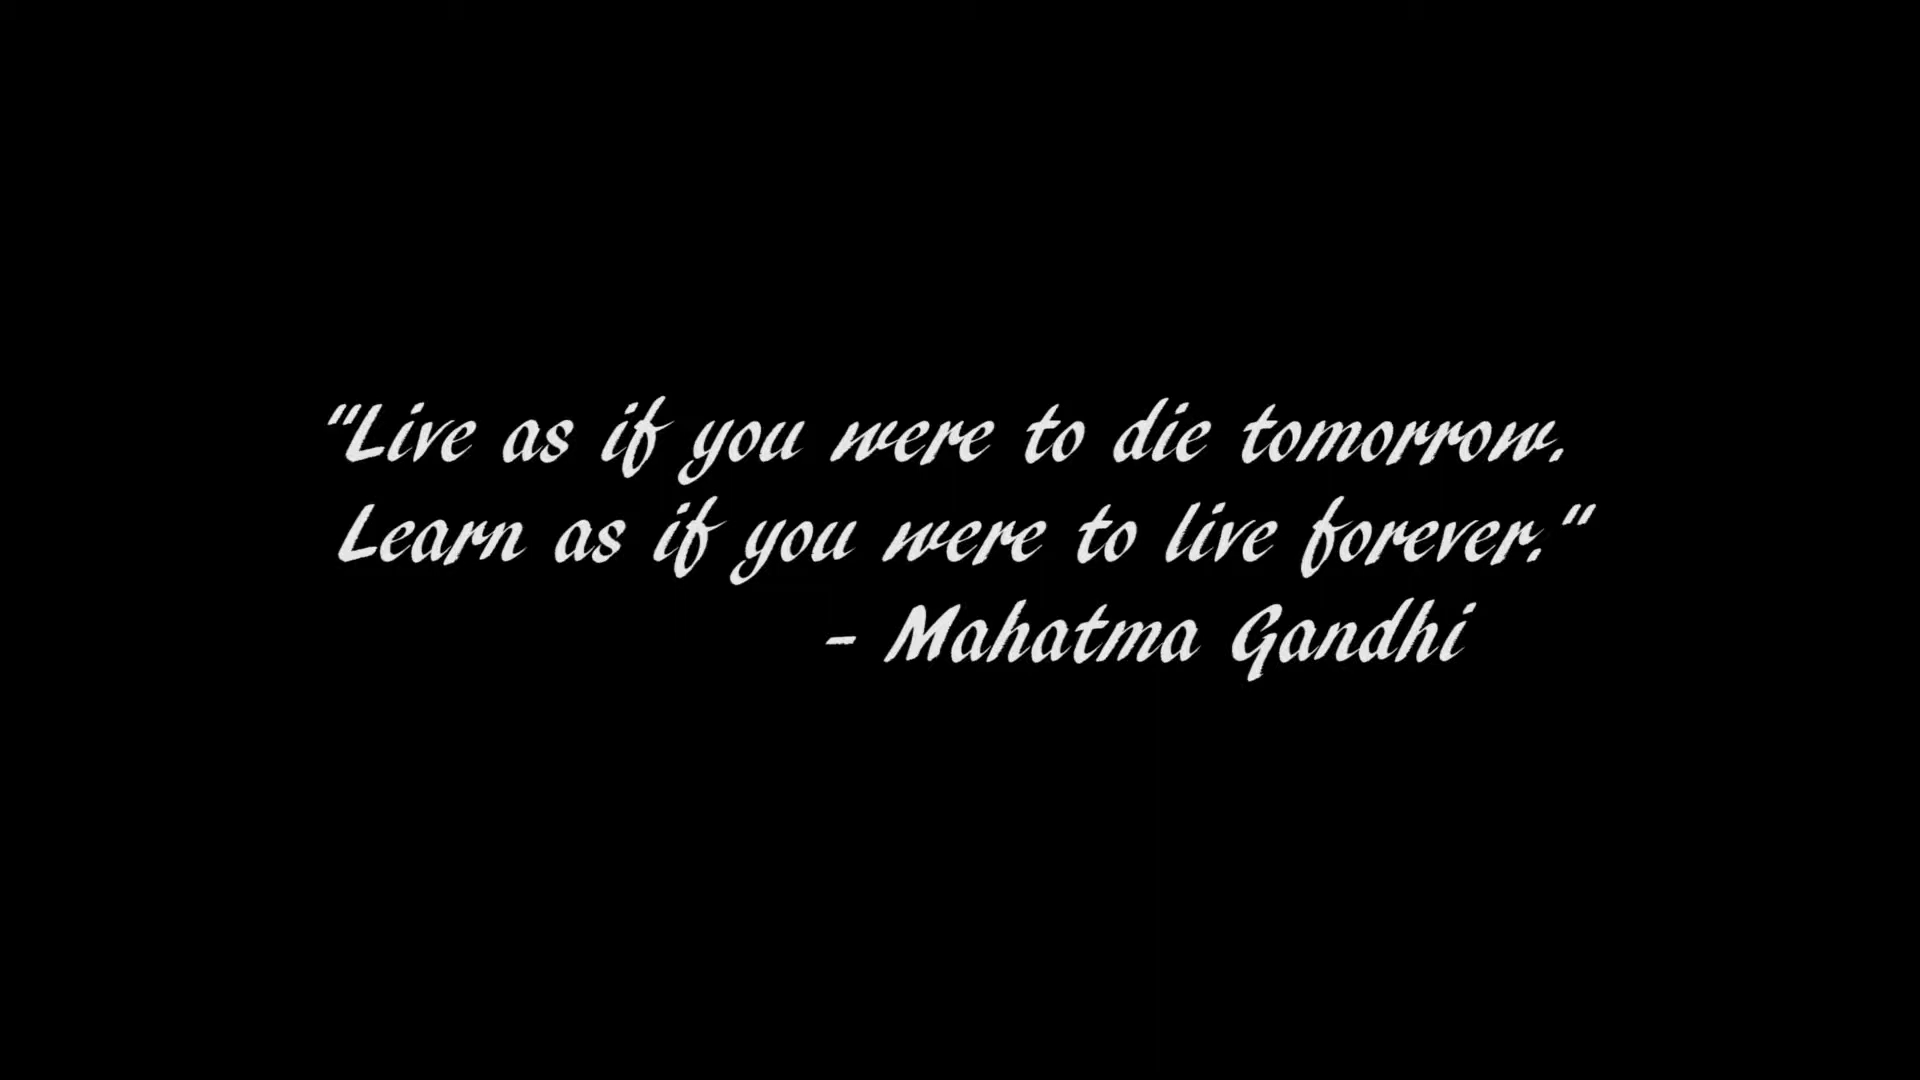 "Live as if you were to die tomorrow.
Learn as if you were to live forever."
- Mahatma Gandhi